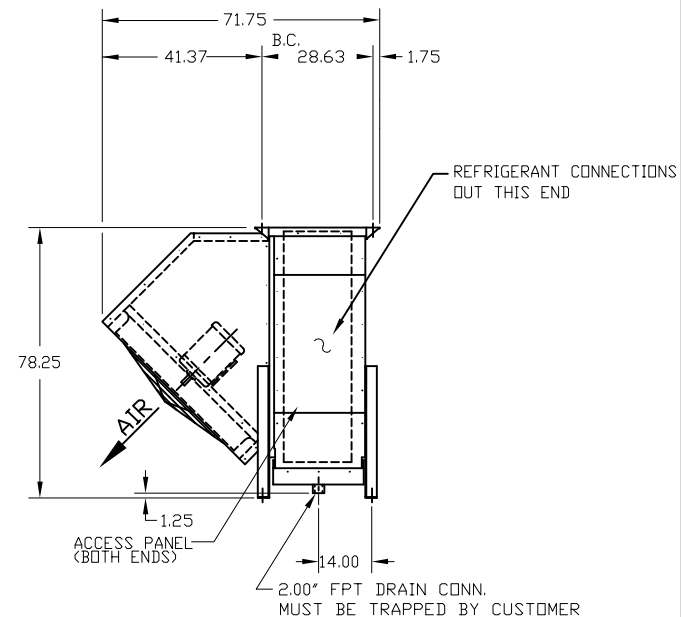 71.75
B.C.
41.37
28.63
1.75
REFRIGERANT CONNECTIONS
OUT THIS END
78.25
AIR
1.25
ACCESS PANEL
(BOTH ENDS)
14.00
2.00" FPT DRAIN CONN.
MUST BE TRAPPED BY CUSTOMER